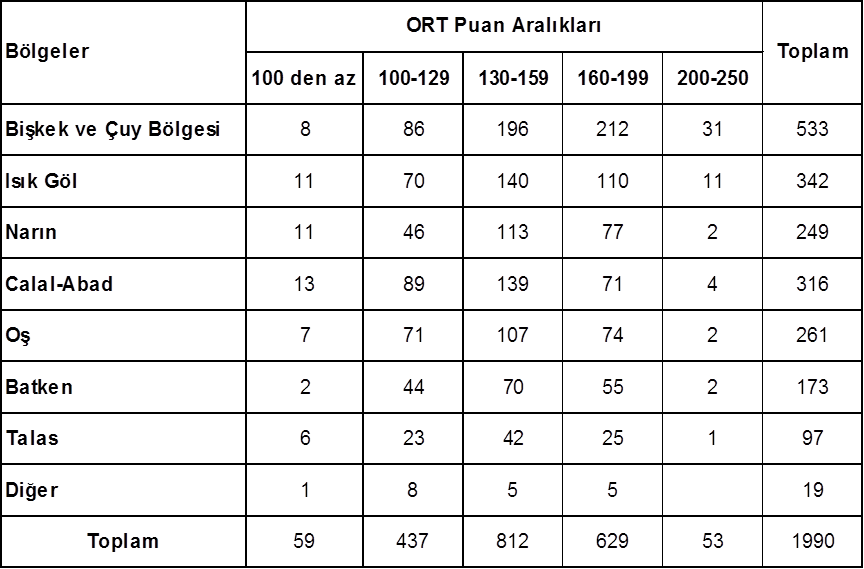 Bölgeler ORT Puan Aralıkları Toplam
100 den az 100-129 130-159 160-199 200-250
Bişkek ve Çuy Bölgesi 8 86 196 212 31 533
Isık Göl 11 70 140 110 11 342
Narın 11 46 113 77 2 249
Calal-Abad 13 89 139 71 4 316
Oş 7 71 107 74 2 261
Batken 2 44 70 55 2 173
Talas 6 23 42 25 1 97
Diğer 1 8 5 5 19
Toplam 59 437 812 629 53 1990